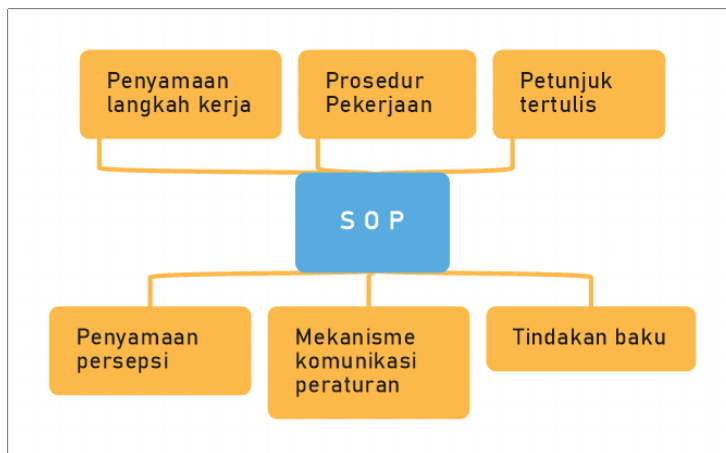 Penyamaan
langkah kerja
Prosedur
Pekerjaan
Petunjuk
tertulis
S O P
Penyamaan
persepsi
Mekanisme
komunikasi
peraturan
Tindakan baku